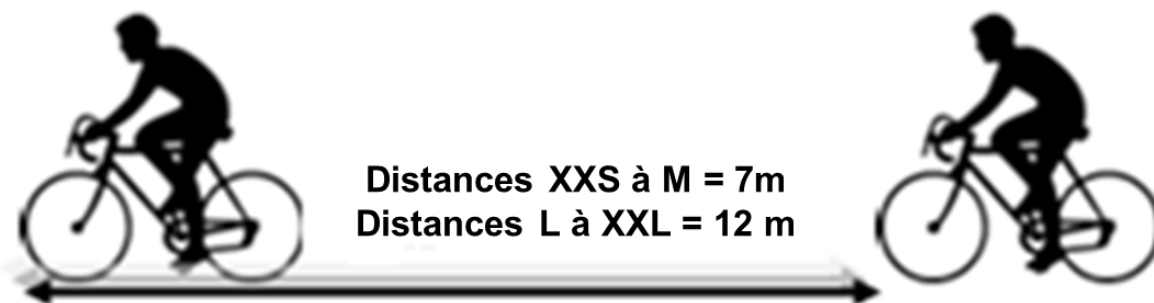 Distances XXS à M = 7m
Distances L à XXL = 12 m